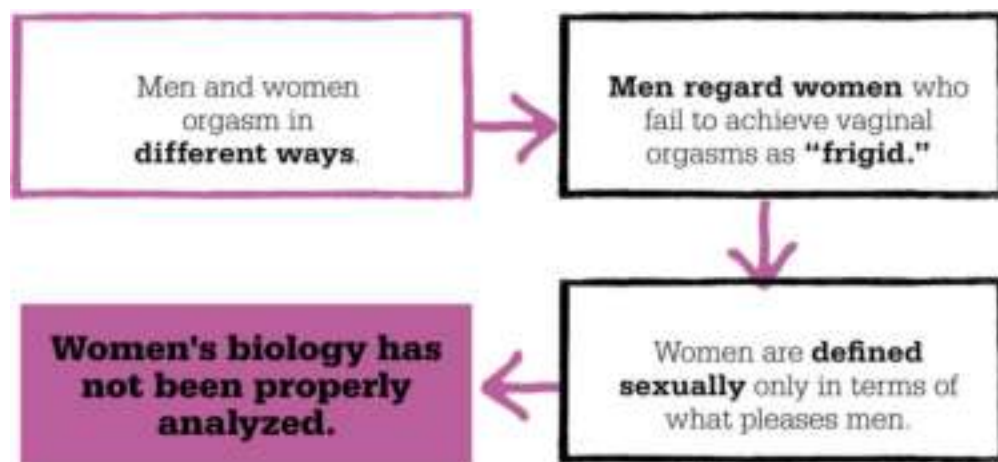 Men and women
orgasm in
different ways.
Men regard women who
fail to achieve vaginal
orgasms as “frigid.”
Women are defined
sexually only in terms of
what pleases men.
Women's biology has
not been properly
analyzed.